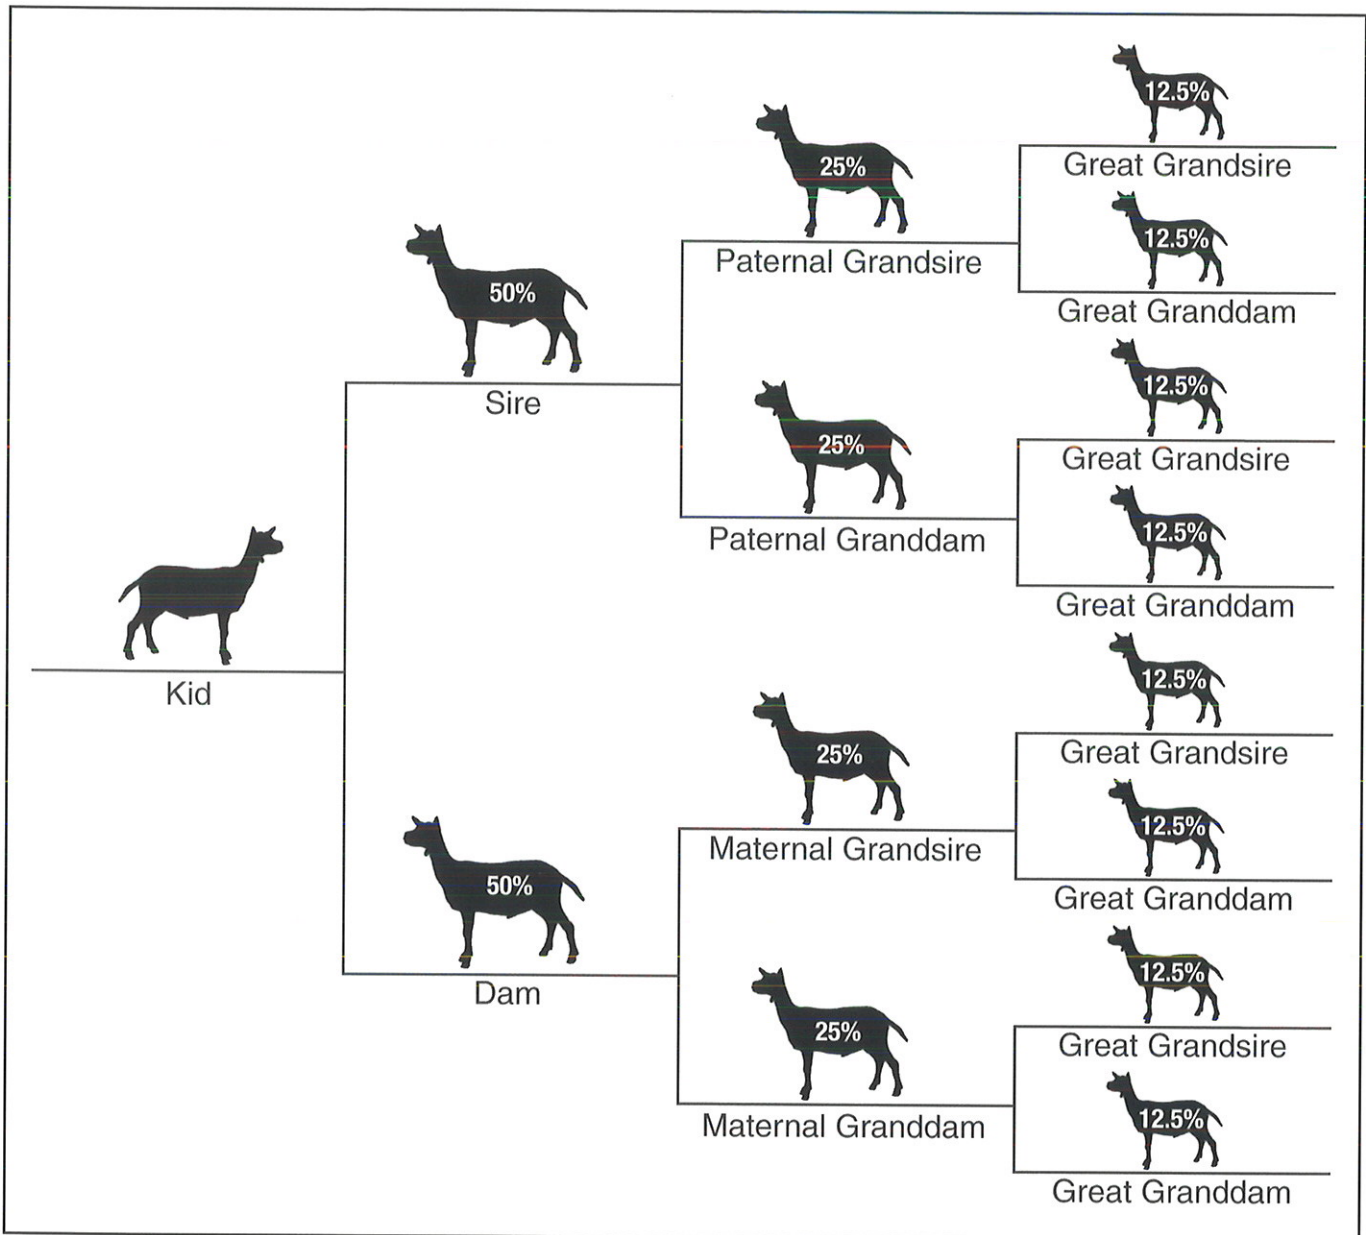 12.5%
Great Grandsire
25%
12.5%
Paternal Grandsire
Great Granddam
50%
12.5%
Sire
Great Grandsire
25%
12.5%
Paternal Granddam
Great Granddam
Kid
12.5%
Great Grandsire
25%
12.5%
Maternal Grandsire
Great Granddam
50%
12.5%
Dam
Great Grandsire
25%
12.5%
Maternal Granddam
Great Granddam